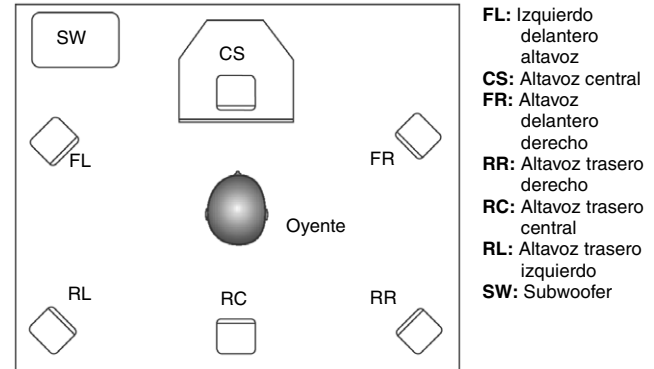 SW
CS
FL
FR
Oyente
RL
RC
RR
FL: Izquierdo
delantero
altavoz
CS: Altavoz central
FR: Altavoz
delantero
derecho
RR: Altavoz trasero
derecho
RC: Altavoz trasero
central
RL: Altavoz trasero
izquierdo
SW: Subwoofer